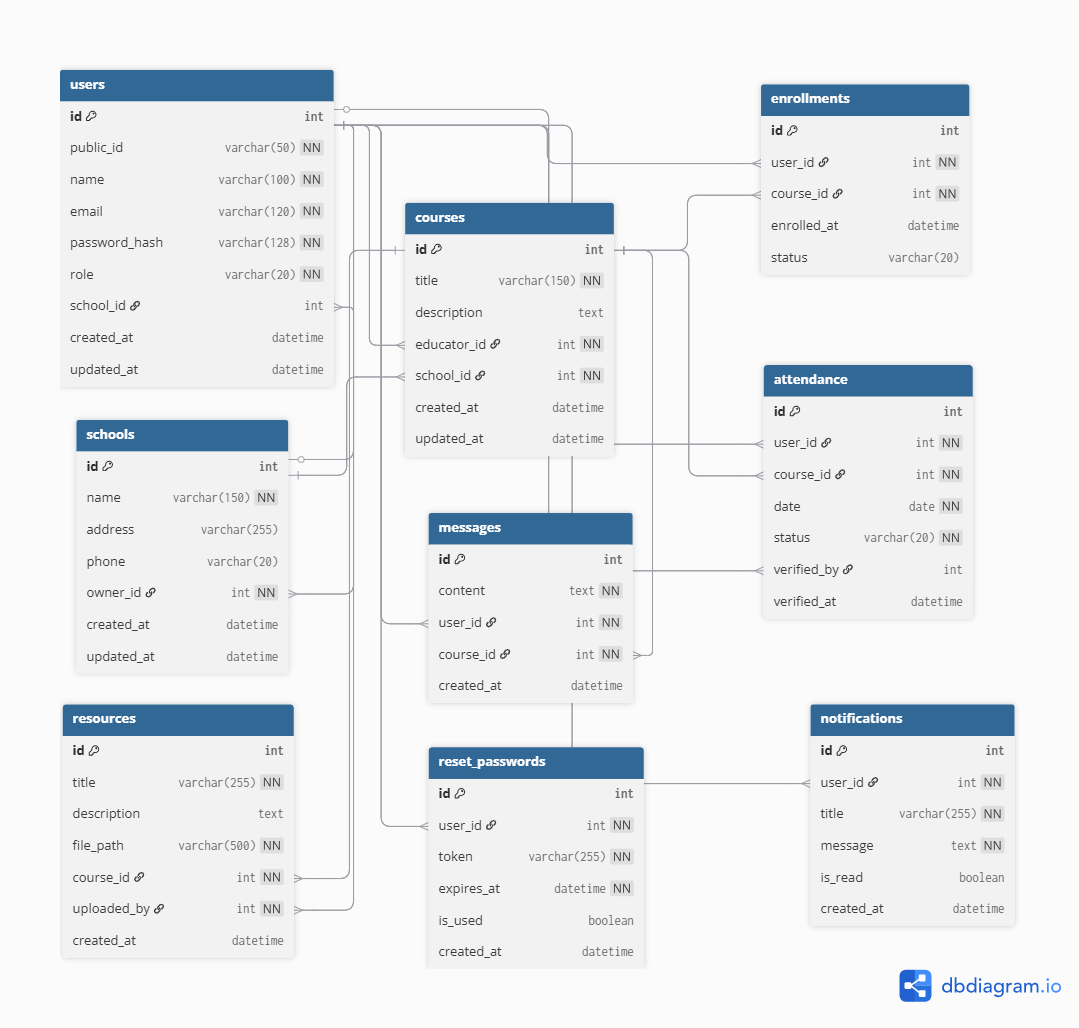 users
id int
public_id varchar(50) NN
name varchar(100) NN
email varchar(120) NN
password_hash varchar(128) NN
role varchar(20) NN
school_id int
created_at datetime
updated_at datetime
schools
id int
name varchar(150) NN
address varchar(255)
phone varchar(20)
owner_id int NN
created_at datetime
updated_at datetime
resources
id int
title varchar(255) NN
description text
file_path varchar(500) NN
course_id int NN
uploaded_by int NN
created_at datetime
courses
id int
title varchar(150) NN
description text
educator_id int NN
school_id int NN
created_at datetime
updated_at datetime
messages
id int
content text NN
user_id int NN
course_id int NN
created_at datetime
reset_passwords
id int
user_id int NN
token varchar(255) NN
expires_at datetime NN
is_used boolean
created_at datetime
enrollments
id int
user_id int NN
course_id int NN
enrolled_at datetime
status varchar(20)
attendance
id int
user_id int NN
course_id int NN
date date NN
status varchar(20) NN
verified_by int
verified_at datetime
notifications
id int
user_id int NN
title varchar(255) NN
message text NN
is_read boolean
created_at datetime
dbdiagram.io